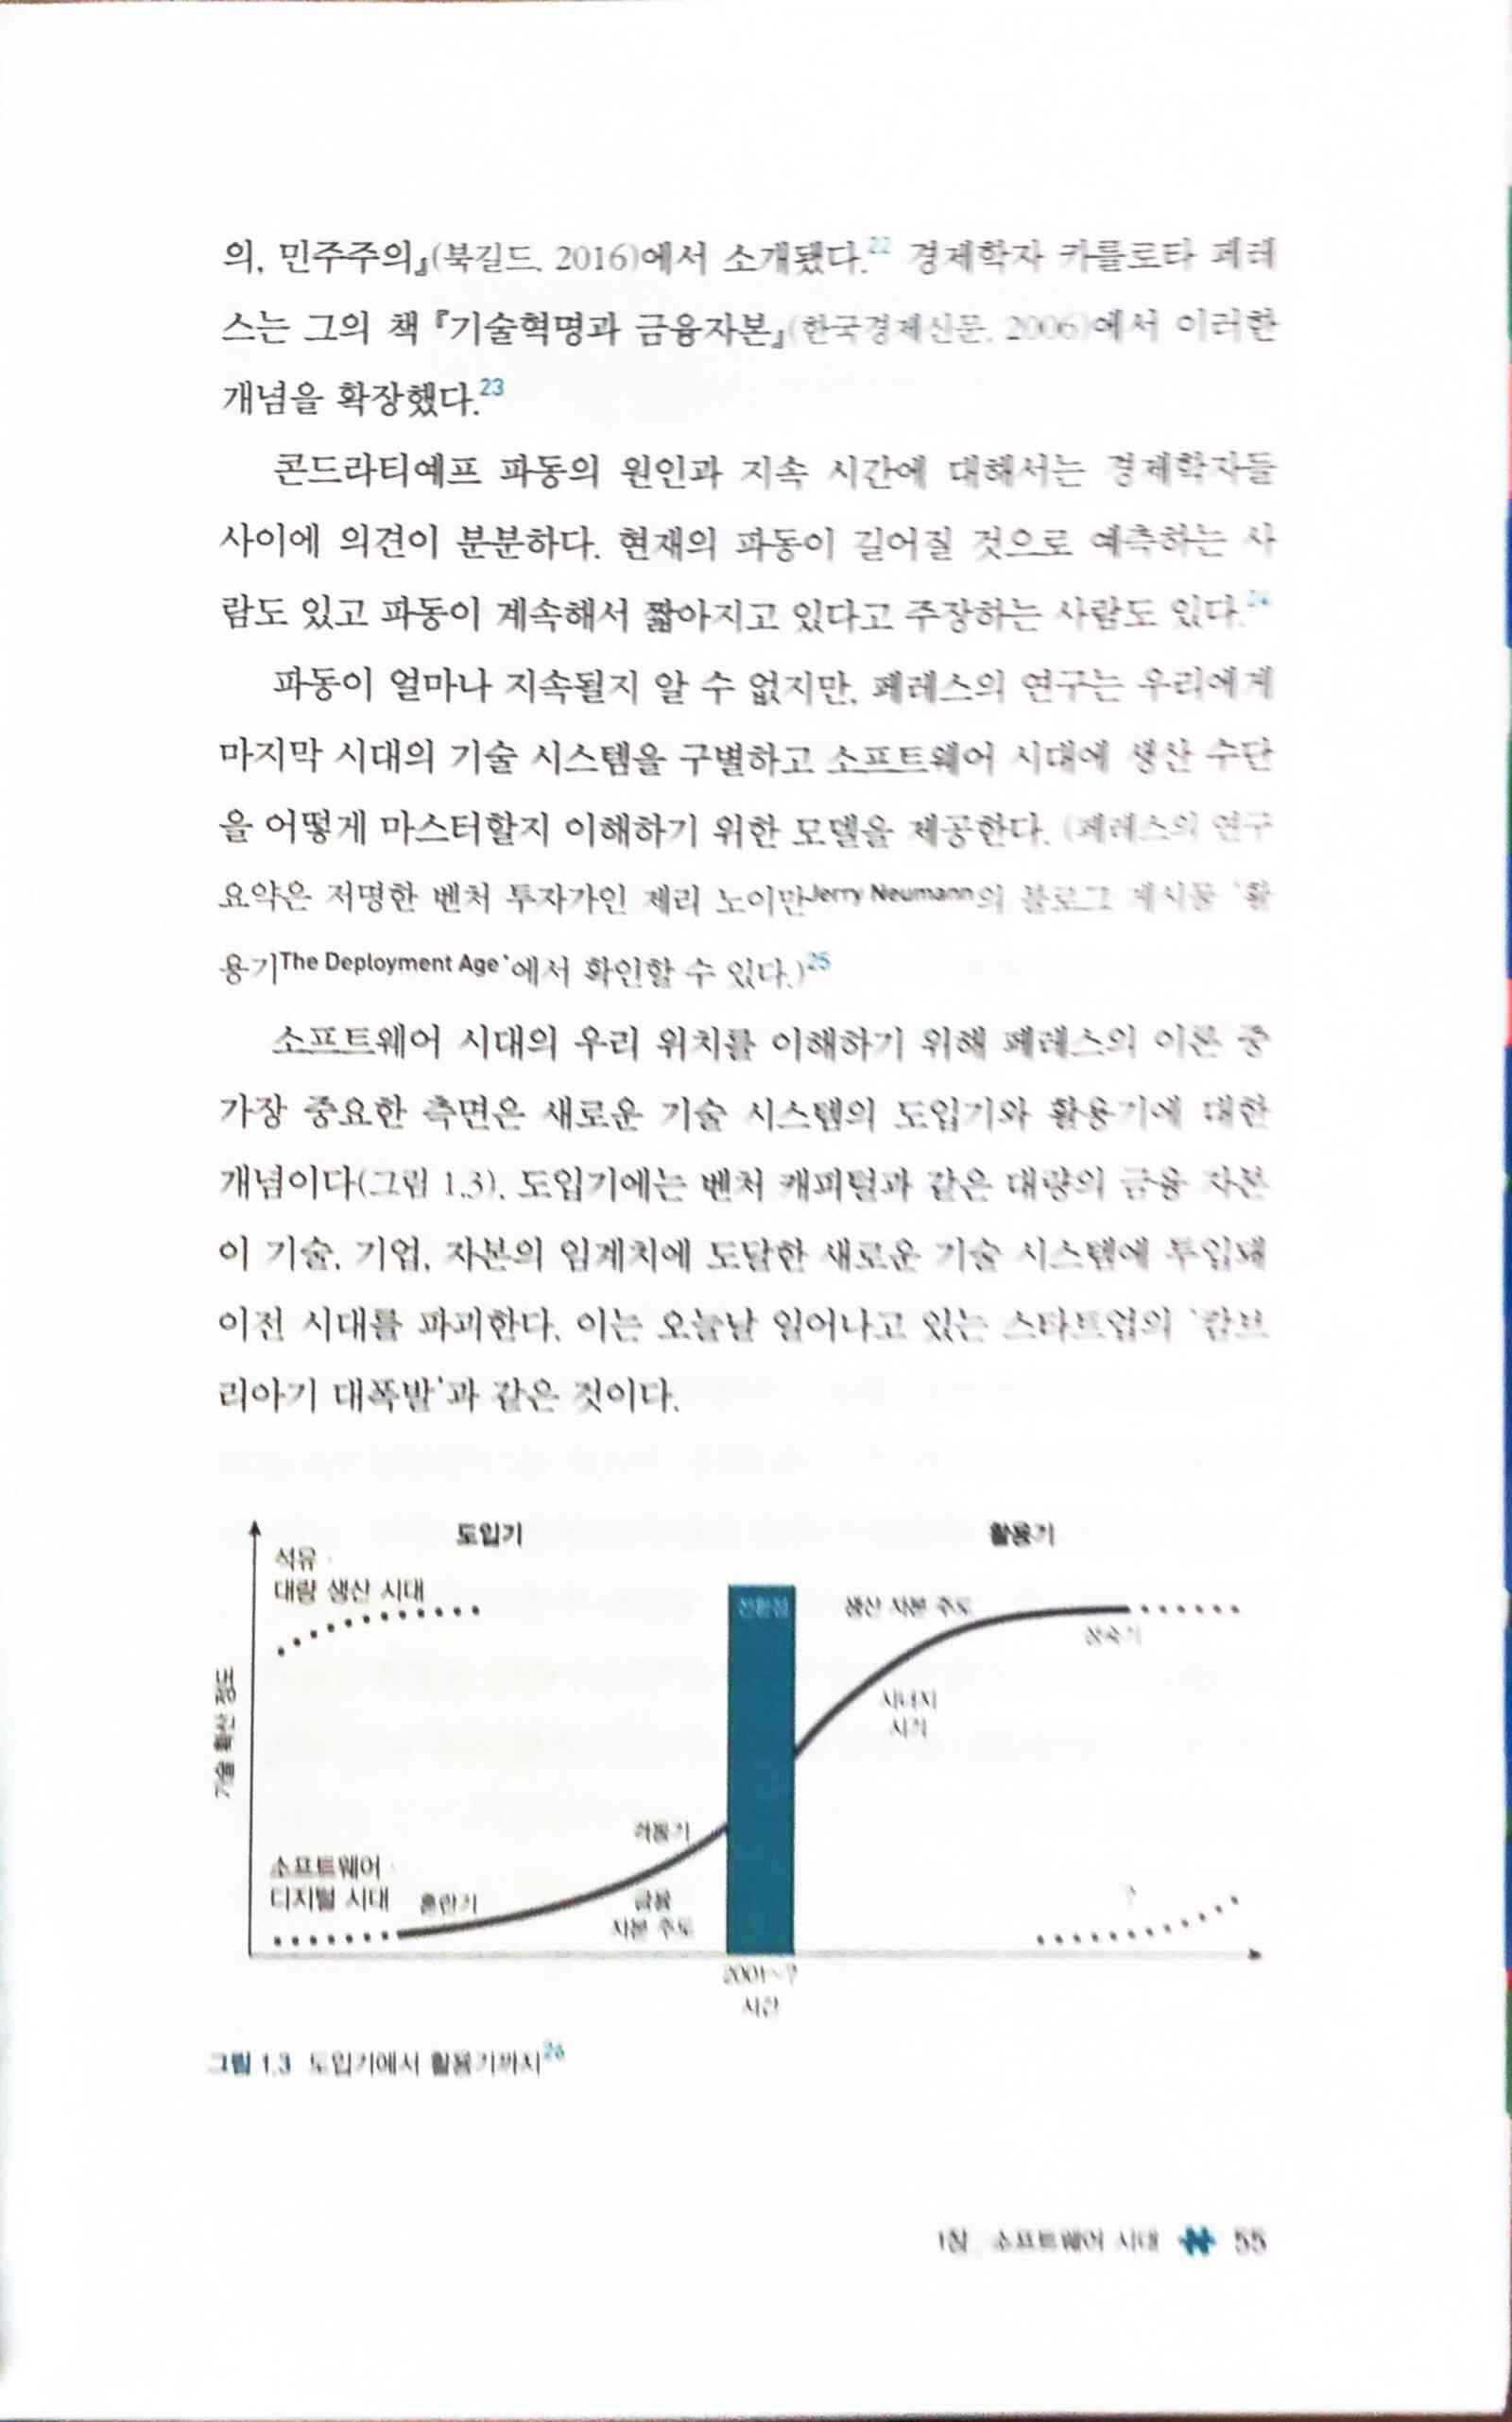 의, 민주주의』(북길드, 2016)에서 소개됐다.22 경제학자 카를로타 페레
스는 그의 책 『기술혁명과 금융자본』(한국경제신문, 2006)에서 이러한
개념을 확장했다.23
콘드라티예프 파동의 원인과 지속 시간에 대해서는 경제학자들
사이에 의견이 분분하다. 현재의 파동이 길어질 것으로 예측하는 사
람도 있고 파동이 계속해서 짧아지고 있다고 주장하는 사람도 있다.24
파동이 얼마나 지속될지 알 수 없지만, 페레스의 연구는 우리에게
마지막 시대의 기술 시스템을 구별하고 소프트웨어 시대에 생산 수단
을 어떻게 마스터할지 이해하기 위한 모델을 제공한다. (페레스의 연구
요약은 저명한 벤처 투자가인 제리 노이만Jerry Neumann의 블로그 게시물 '활
용기The Deployment Age'에서 확인할 수 있다.)25
소프트웨어 시대의 우리 위치를 이해하기 위해 페레스의 이론 중
가장 중요한 측면은 새로운 기술 시스템의 도입기와 활용기에 대한
개념이다(그림 1.3). 도입기에는 벤처 캐피털과 같은 대량의 금융 자본
이 기술, 기업, 자본의 임계치에 도달한 새로운 기술 시스템에 투입돼
이전 시대를 파괴한다. 이는 오늘날 일어나고 있는 스타트업의 '캄브
리아기 대폭발'과 같은 것이다.
도입기
활용기
석유
대량 생산 시대
전환점
생산 자본 주도
성숙기
시너지
시기
기술 확산 정도
격동기
소프트웨어
디지털 시대
출현기
금융
자본 주도
?
2001~?
시간
그림 1.3 도입기에서 활용기까지26
1장 소프트웨어 시대 55